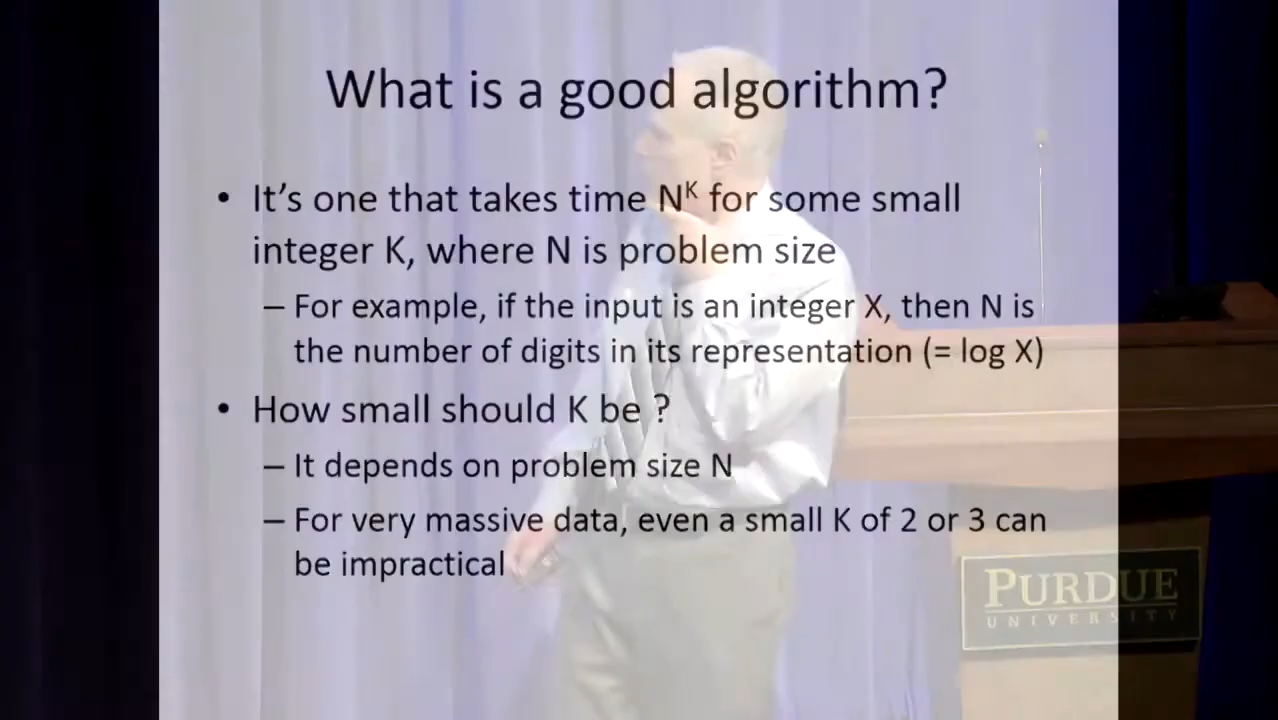 What is a good algorithm?
• It's one that takes time N^K for some small
integer K, where N is problem size
– For example, if the input is an integer X, then N is
the number of digits in its representation (= log X)
• How small should K be ?
– It depends on problem size N
– For very massive data, even a small K of 2 or 3 can
be impractical
PURDUE
UNIVERSITY